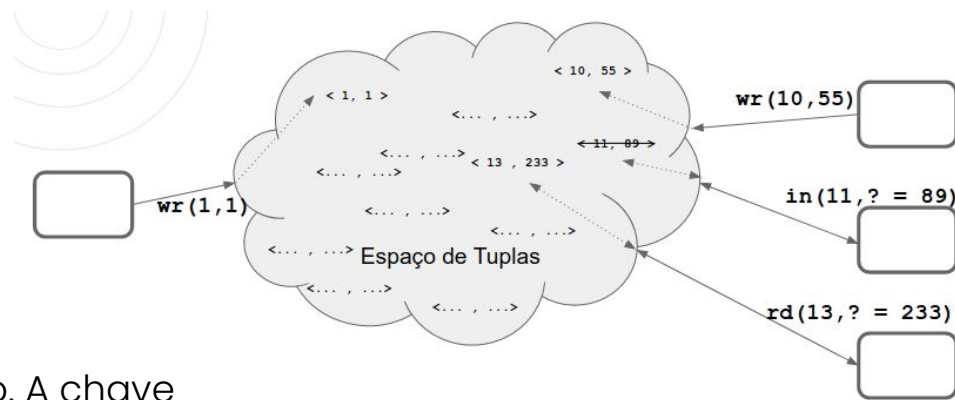 < 10, 55 >
< 1, 1 >
wr(10,55)
<... , ...>
< 11, 89 >
<... , ...>
< 13 , 233 >
<... , ...>
in(11,? = 89)
wr(1,1)
<... , ...>
<... , ...>
<... , ...>
Espaço de Tuplas
<... , ...>
<... , ...>
rd(13,? = 233)
o. A chave